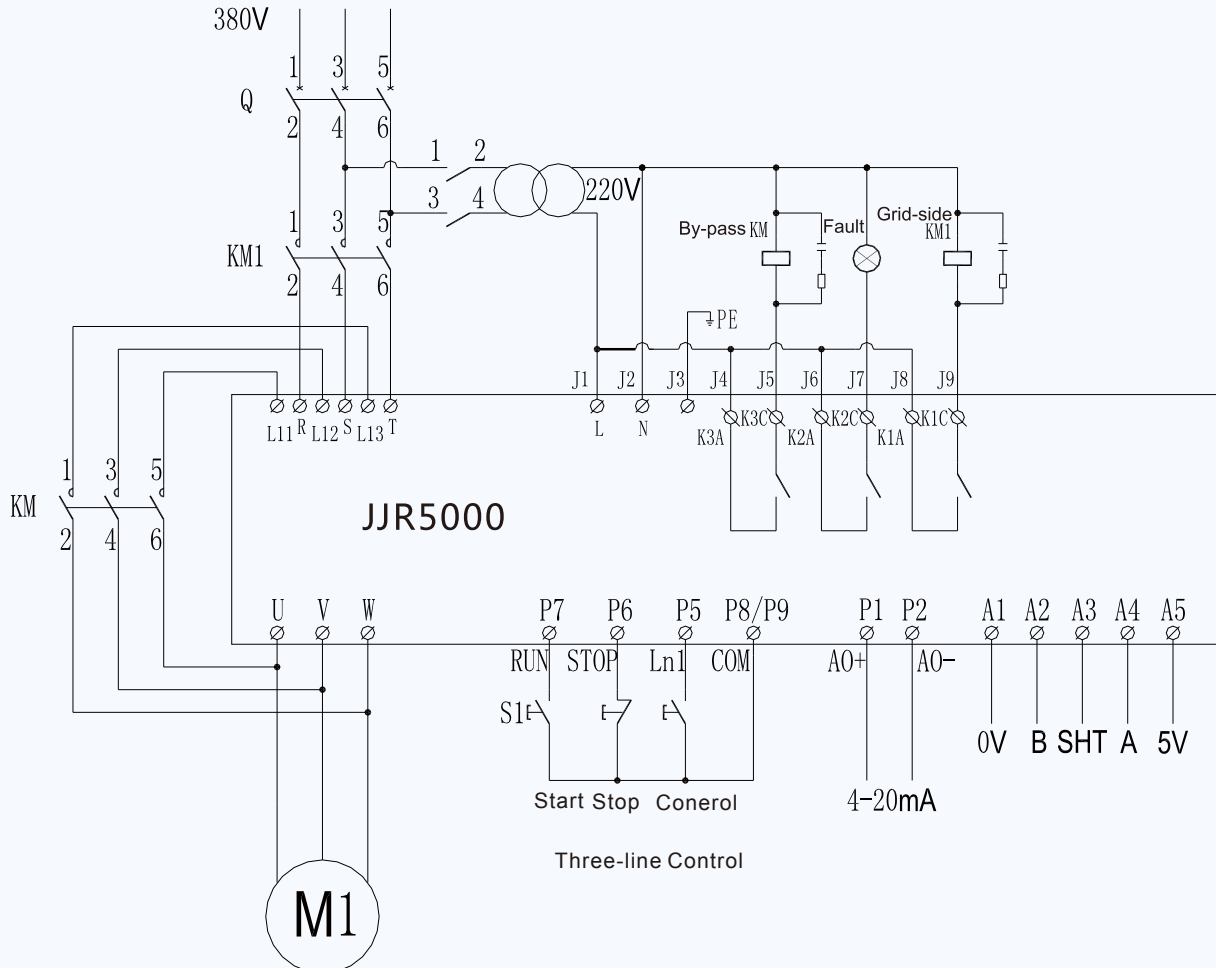 380V
1 3 5
Q
2 4 6
1 2
220V
3 4
1 3 5
KM1
2 4 6
By-pass KM
Fault
Grid-side
KM1
PE
J1 J2 J3 J4 J5 J6 J7 J8 J9
L11 R L12 S L13 T
L N
K3A K3C K2A K2C K1A K1C
1 3 5
KM
2 4 6
JJR5000
U V W
P7 P6 P5 P8/P9 P1 P2 A1 A2 A3 A4 A5
RUN STOP Ln1 COM AO+ AO-
S1
0V B SHT A 5V
Start Stop Conerol
4-20mA
Three-line Control
M1